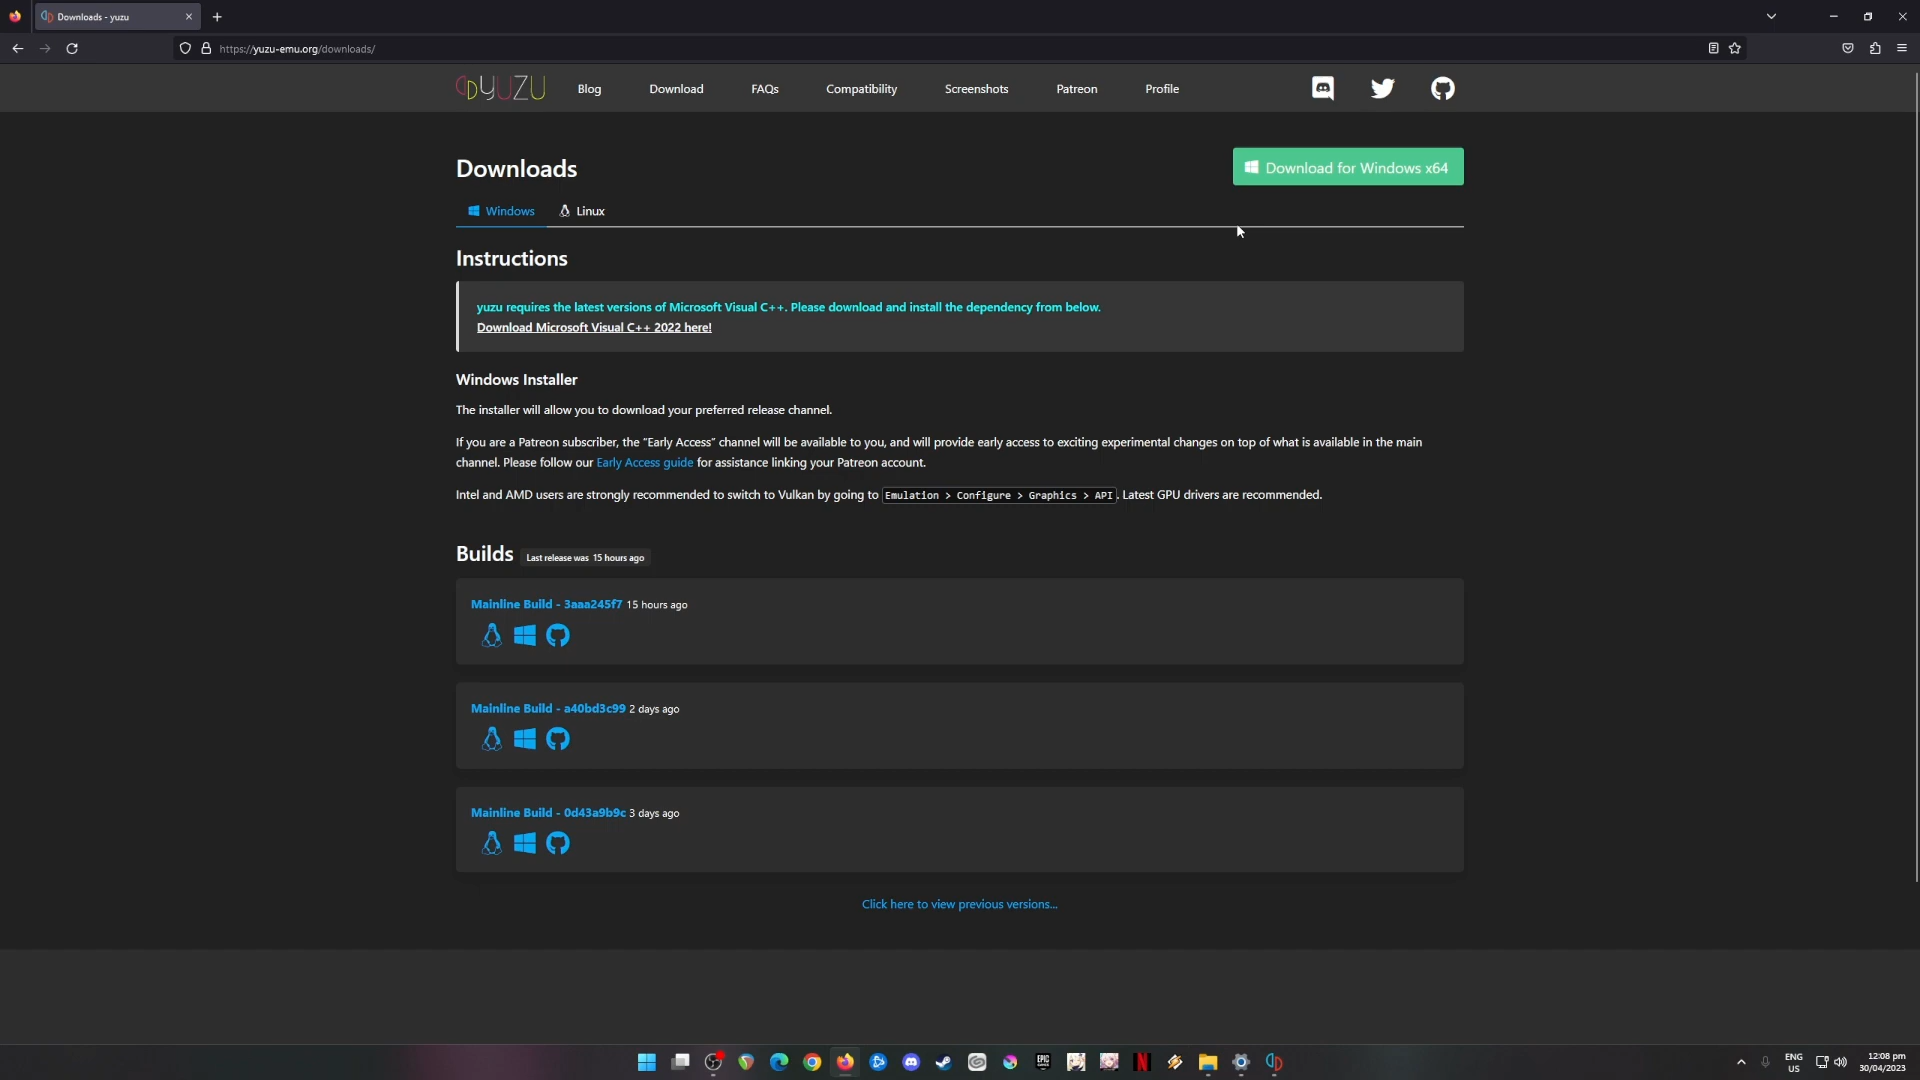 Downloads - yuzu
https://yuzu-emu.org/downloads/
YUZU Blog Download FAQs Compatibility Screenshots Patreon Profile
Downloads
Download for Windows x64
Windows Linux
Instructions
yuzu requires the latest versions of Microsoft Visual C++. Please download and install the dependency from below.
Download Microsoft Visual C++ 2022 here!
Windows Installer
The installer will allow you to download your preferred release channel.
If you are a Patreon subscriber, the “Early Access” channel will be available to you, and will provide early access to exciting experimental changes on top of what is available in the main
channel. Please follow our Early Access guide for assistance linking your Patreon account.
Intel and AMD users are strongly recommended to switch to Vulkan by going to Emulation > Configure > Graphics > API. Latest GPU drivers are recommended.
Builds Last release was 15 hours ago
Mainline Build - 3aaa245f7 15 hours ago
Mainline Build - a40bd3c99 2 days ago
Mainline Build - 0d43a9b9c 3 days ago
Click here to view previous versions...
EPIC GAMES
N
ENG
US
12:08 pm
30/04/2023